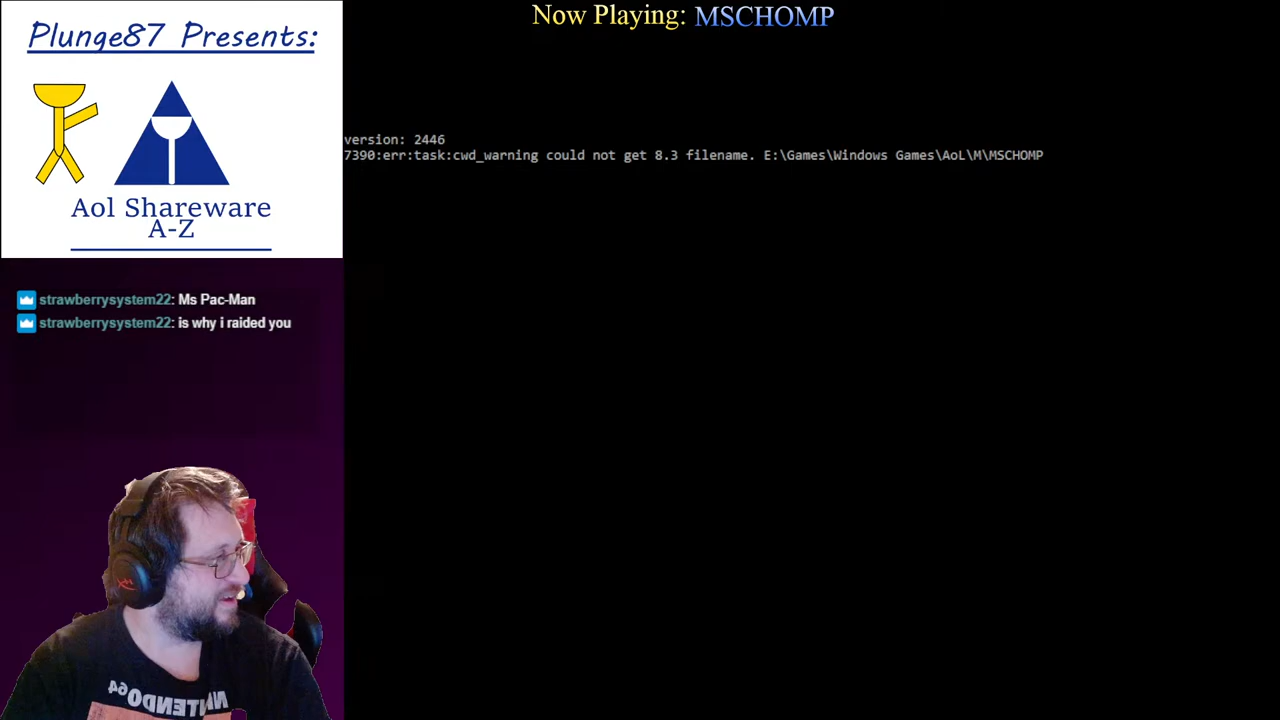 Plunge87 Presents:
Aol Shareware
A-Z
Now Playing: MSCHOMP
version: 2446
7390:err:task:cwd_warning could not get 8.3 filename. E:\Games\Windows Games\AoL\M\MSCHOMP
strawberrysystem22: Ms Pac-Man
strawberrysystem22: is why i raided you
NINTENDO64